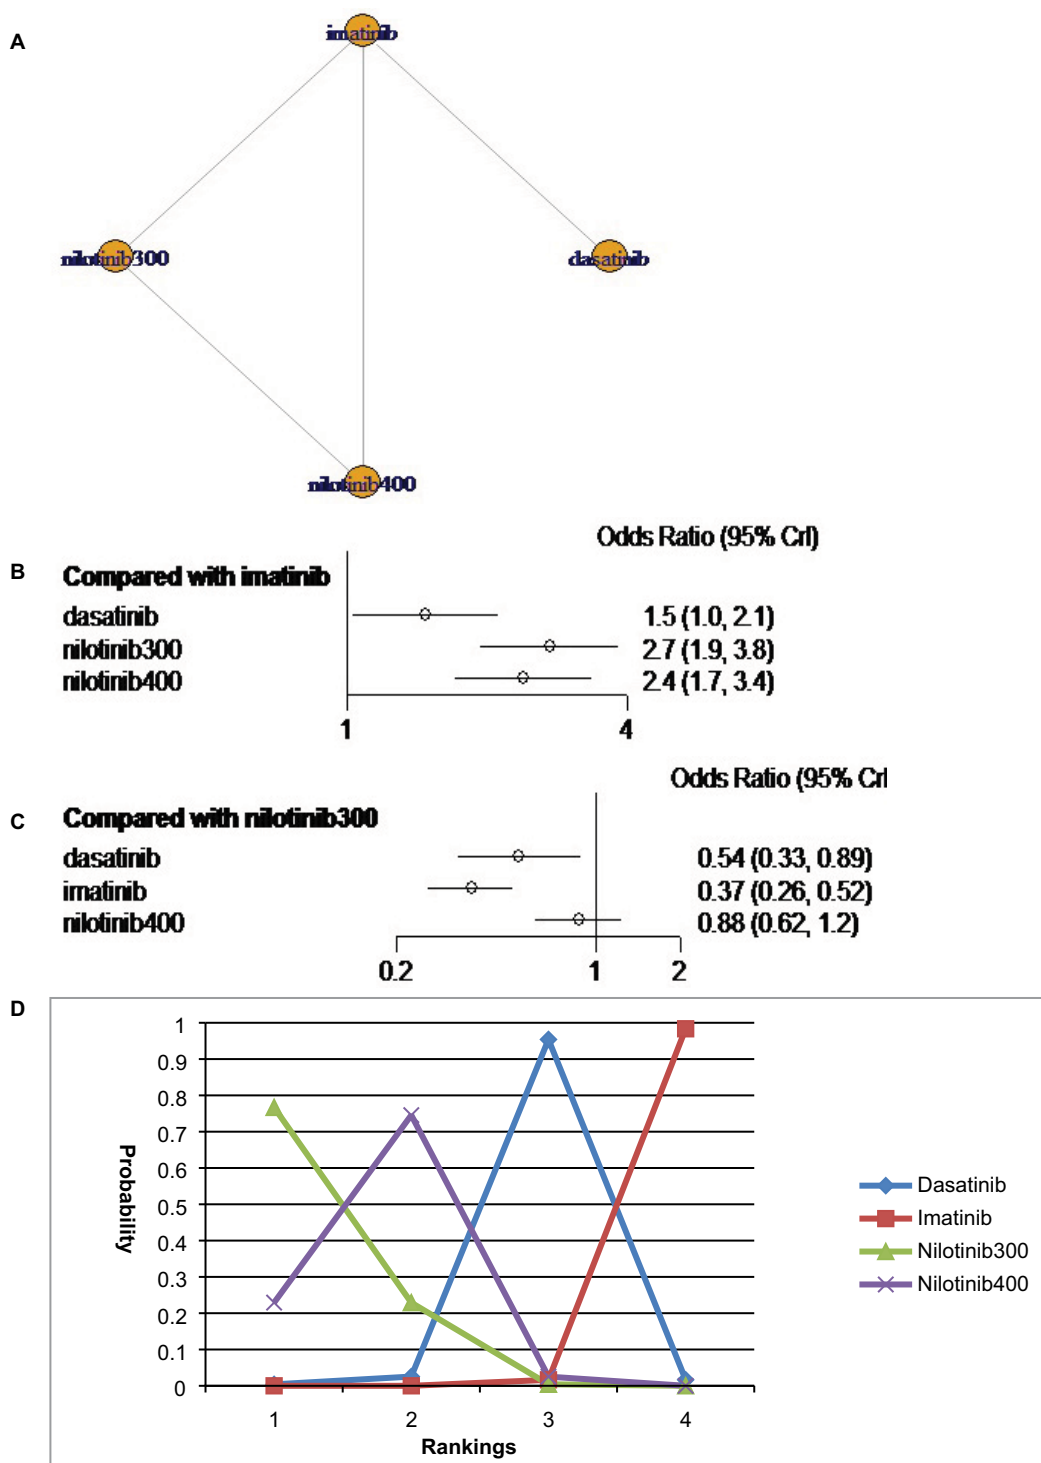 A
imatinib
nilotinib300
dasatinib
nilotinib400
B
Odds Ratio (95% CrI)
Compared with imatinib
dasatinib 1.5 (1.0, 2.1)
nilotinib300 2.7 (1.9, 3.8)
nilotinib400 2.4 (1.7, 3.4)
1 4
Odds Ratio (95% CrI
C
Compared with nilotinib300
dasatinib 0.54 (0.33, 0.89)
imatinib 0.37 (0.26, 0.52)
nilotinib400 0.88 (0.62, 1.2)
0.2 1 2
D
1
0.9
0.8
0.7
0.6
0.5
0.4
0.3
0.2
0.1
0
Probability
1 2 3 4
Rankings
Dasatinib
Imatinib
Nilotinib300
Nilotinib400